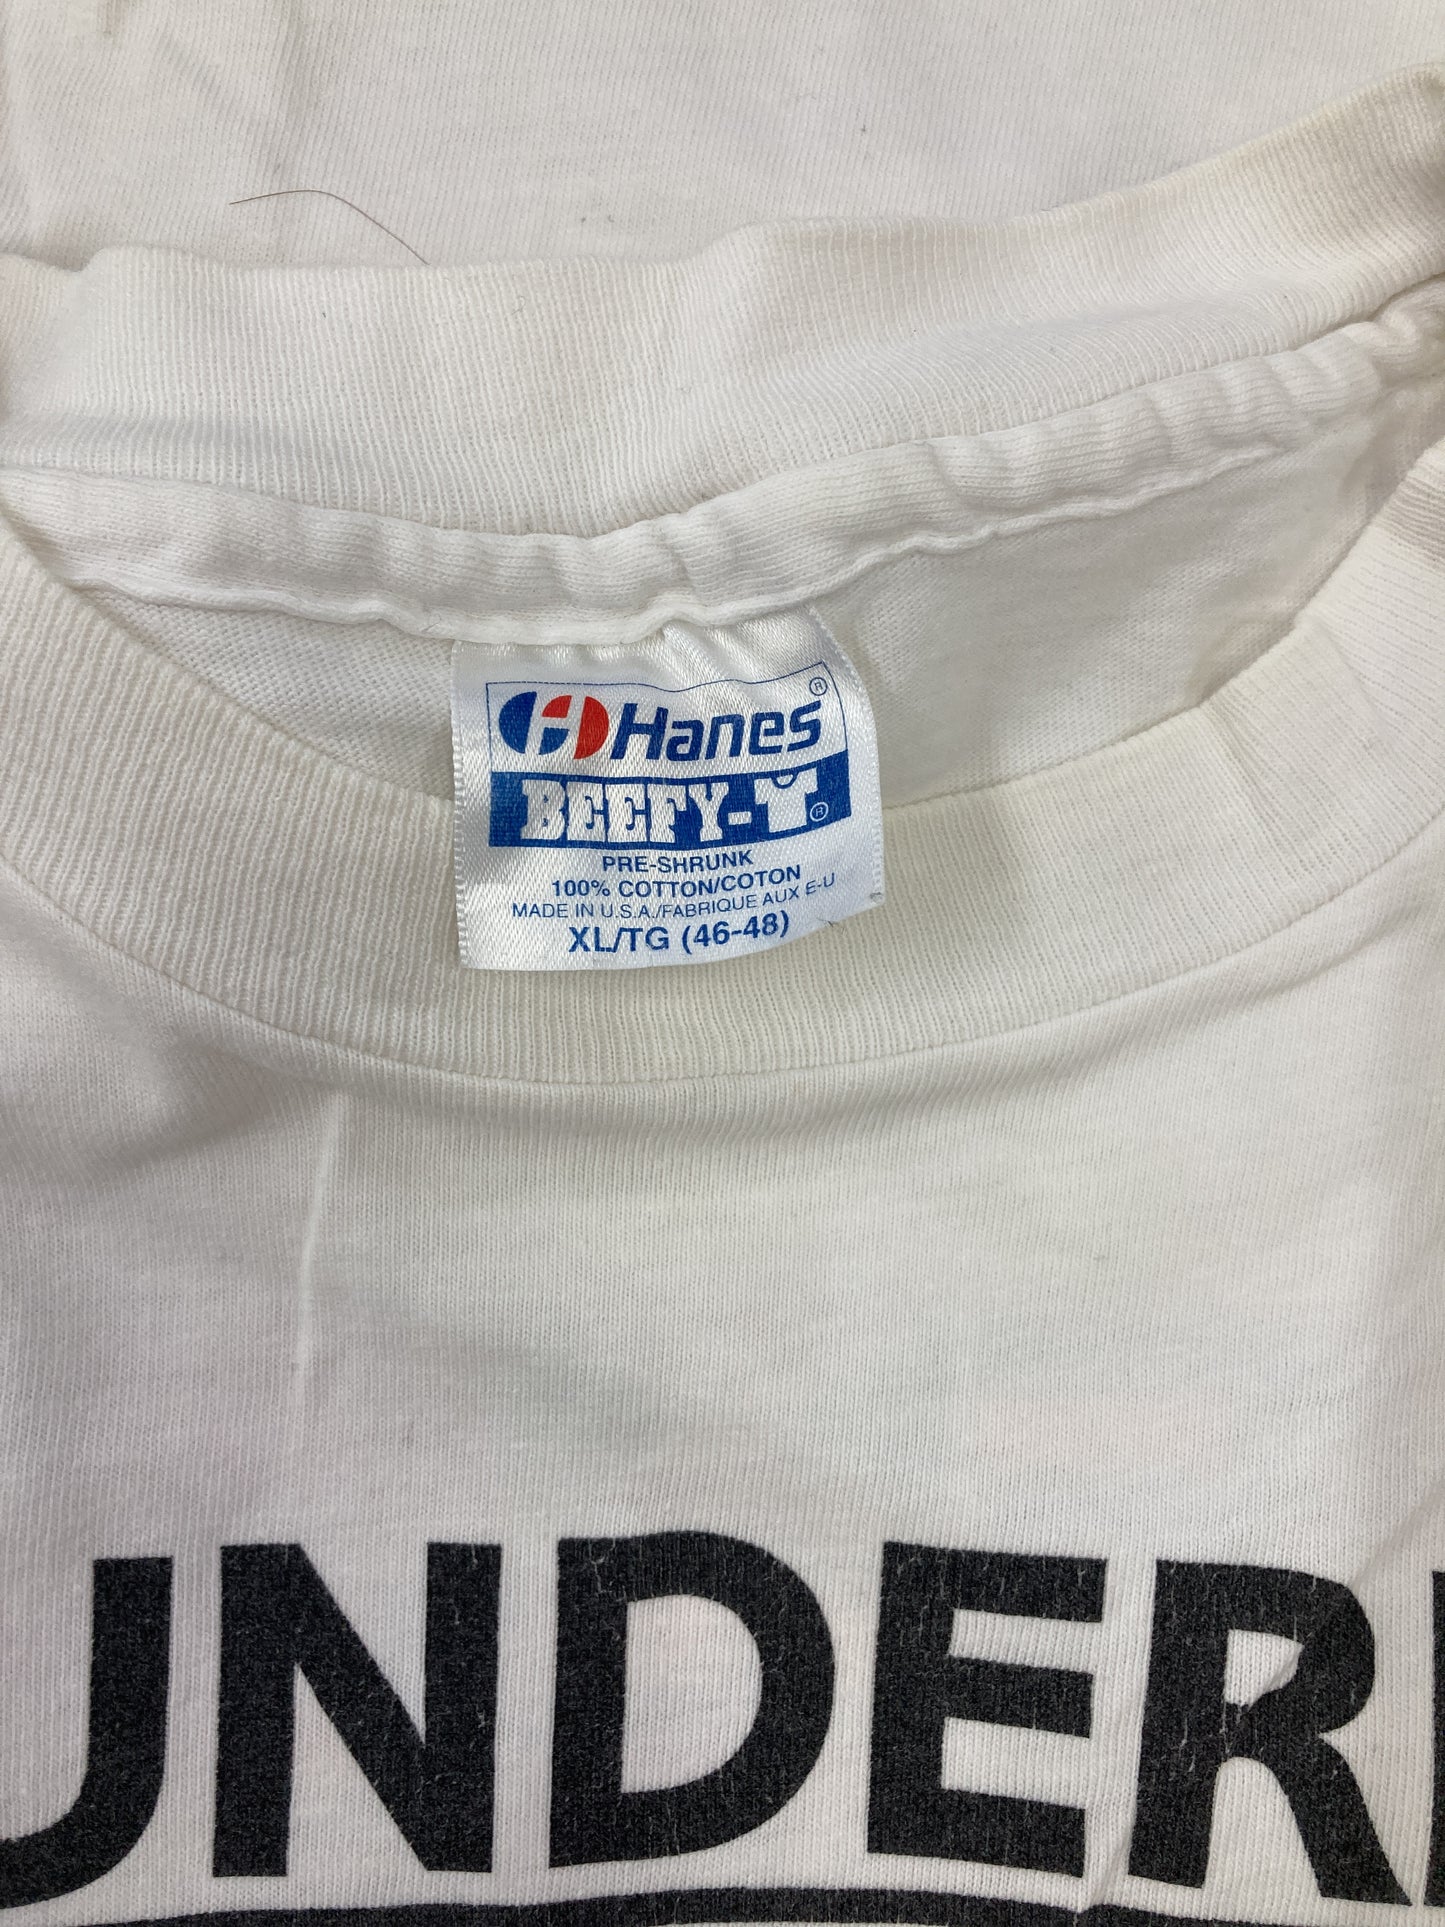 Hanes®
BEEFY-T®
PRE-SHRUNK
100% COTTON/COTON
MADE IN U.S.A./FABRIQUE AUX E-U
XL/TG (46-48)
UNDER